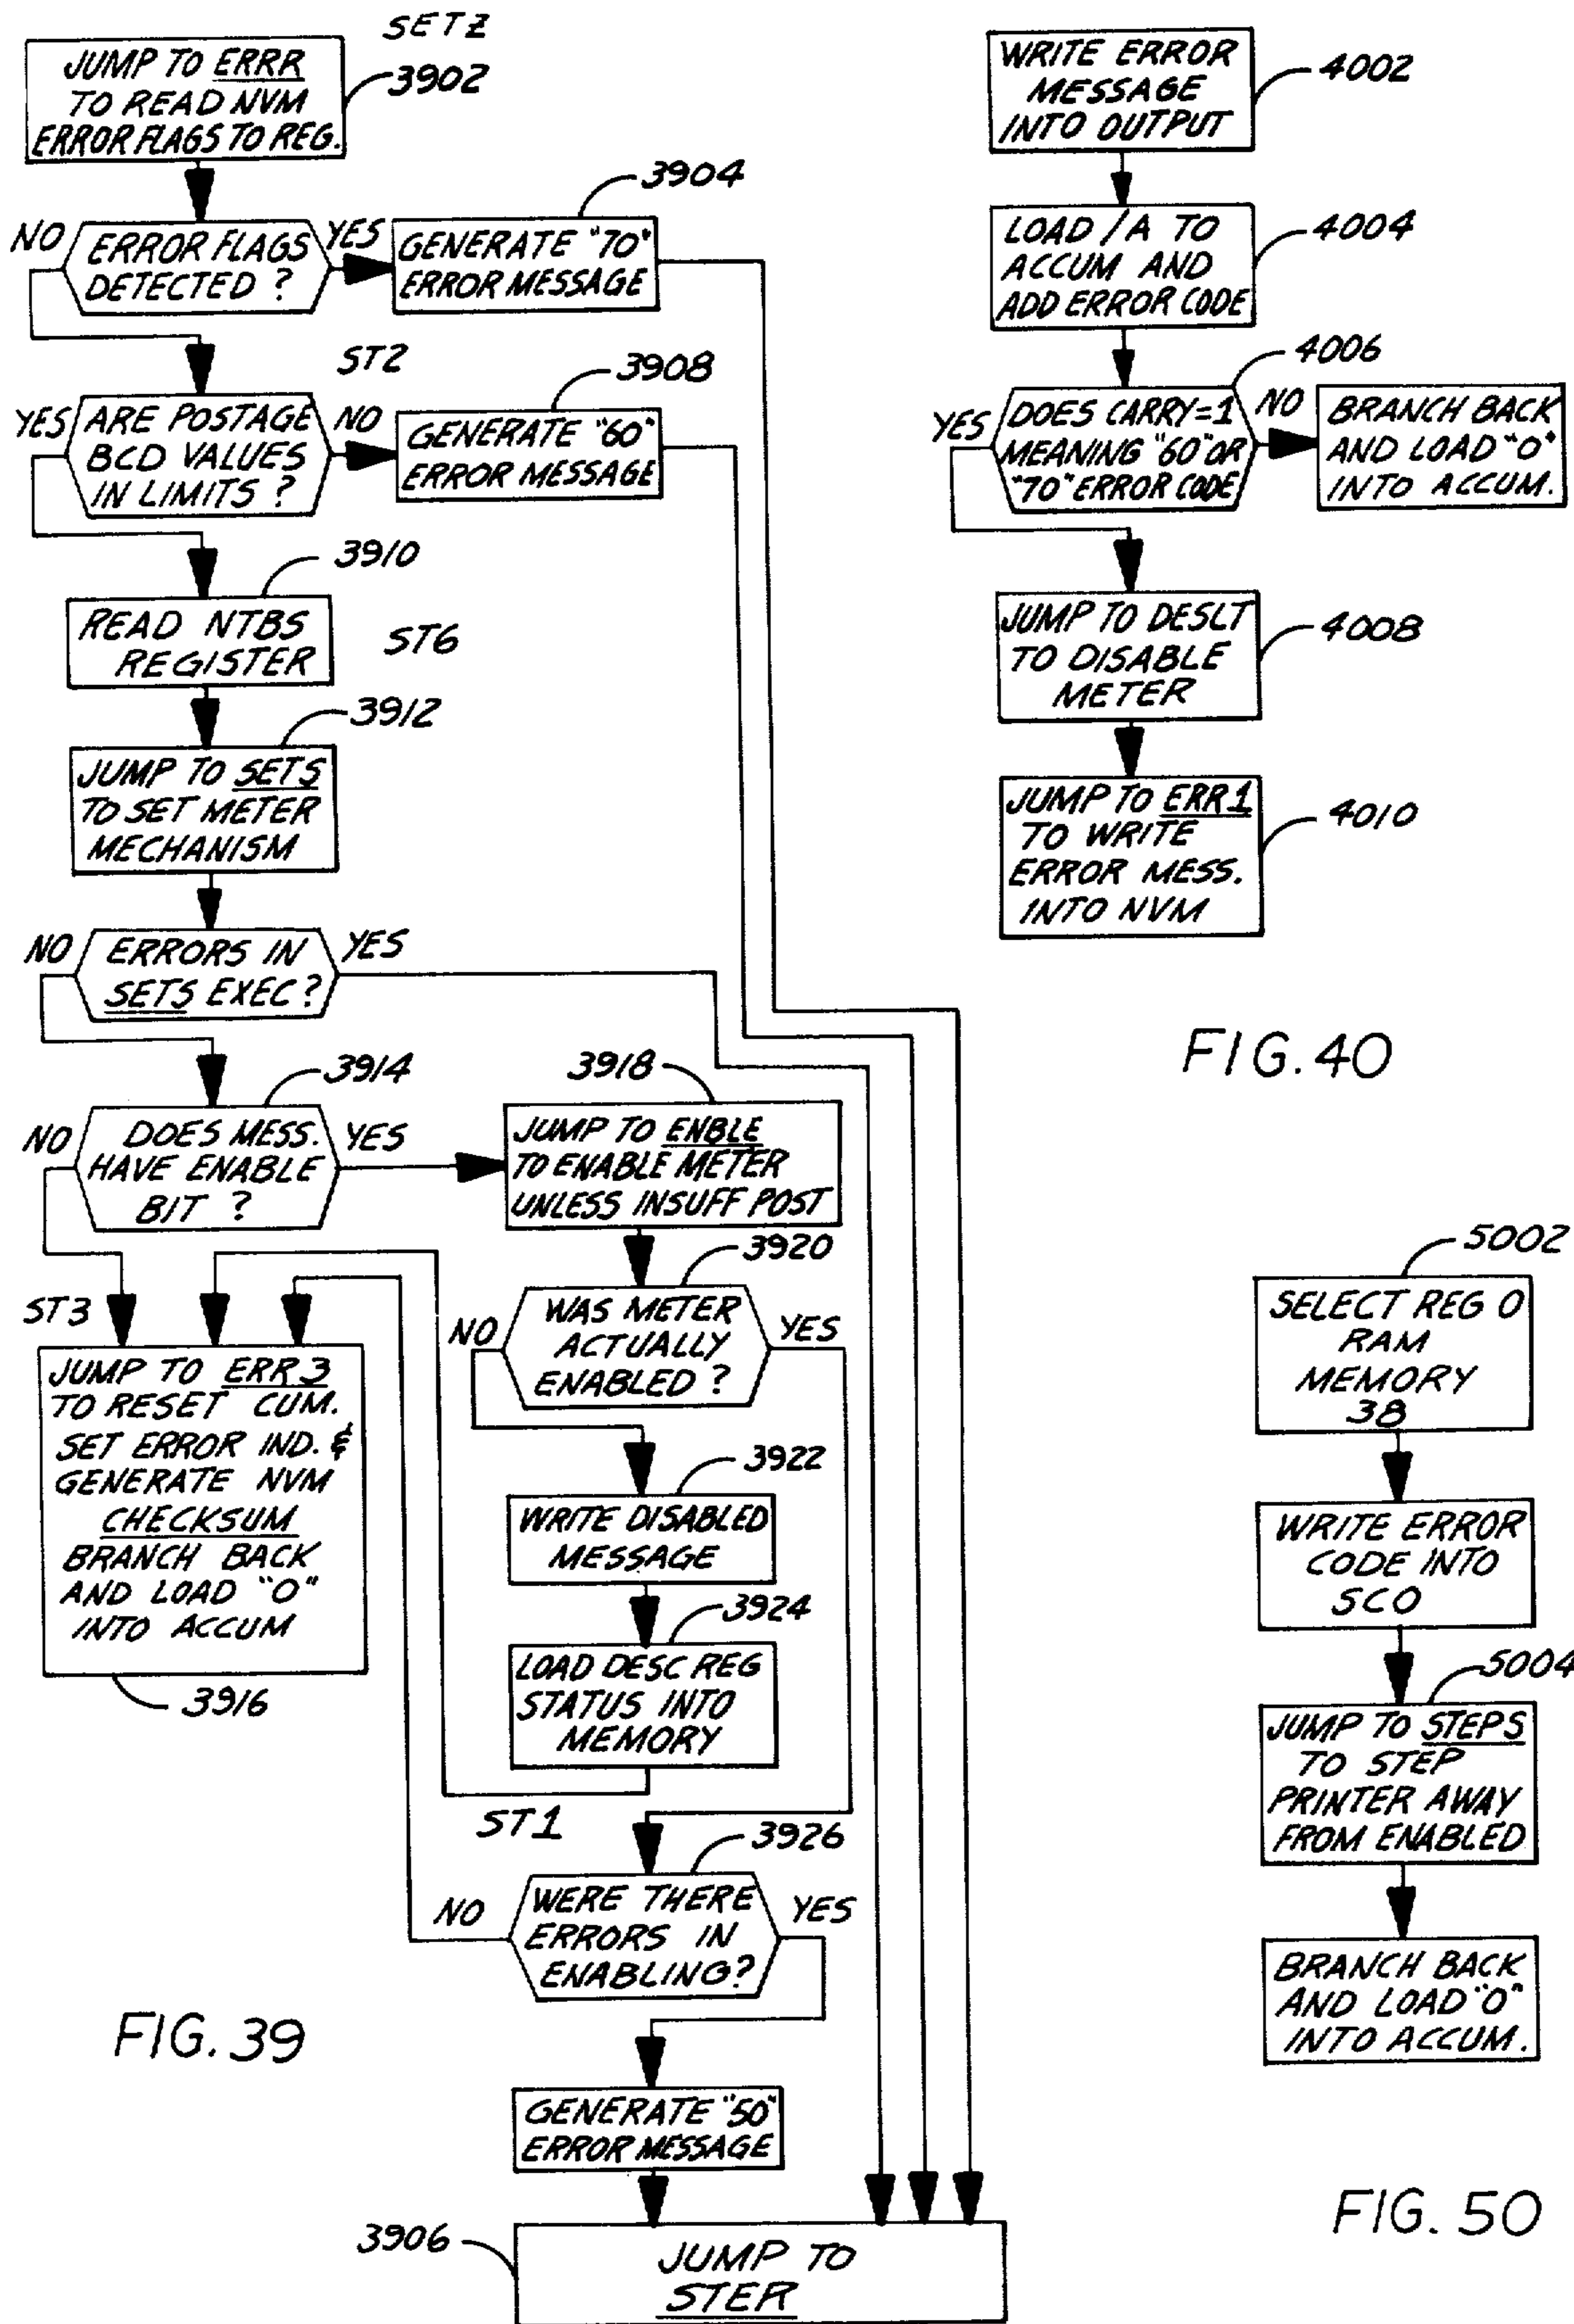 SETZ
JUMP TO ERRR
TO READ NVM
ERROR FLAGS TO REG.
3902
NO
ERROR FLAGS
DETECTED ?
YES
GENERATE "70"
ERROR MESSAGE
3904
ST2
YES
ARE POSTAGE
BCD VALUES
IN LIMITS ?
NO
GENERATE "60"
ERROR MESSAGE
3908
3910
READ NTBS
REGISTER
ST6
3912
JUMP TO SETS
TO SET METER
MECHANISM
NO
ERRORS IN
SETS EXEC ?
YES
3914
NO
DOES MESS.
HAVE ENABLE
BIT ?
YES
3918
JUMP TO ENBLE
TO ENABLE METER
UNLESS INSUFF POST
3920
NO
WAS METER
ACTUALLY
ENABLED ?
YES
ST3
JUMP TO ERR3
TO RESET CUM.
SET ERROR IND. &
GENERATE NVM
CHECKSUM
BRANCH BACK
AND LOAD "0"
INTO ACCUM
3916
3922
WRITE DISABLED
MESSAGE
3924
LOAD DESC REG
STATUS INTO
MEMORY
ST1
3926
NO
WERE THERE
ERRORS IN
ENABLING?
YES
GENERATE "50"
ERROR MESSAGE
3906
JUMP TO
STER
FIG. 39
WRITE ERROR
MESSAGE
INTO OUTPUT
4002
LOAD /A TO
ACCUM AND
ADD ERROR CODE
4004
4006
YES
DOES CARRY=1
MEANING "60" OR
"70" ERROR CODE
NO
BRANCH BACK
AND LOAD "0"
INTO ACCUM.
JUMP TO DESLT
TO DISABLE
METER
4008
JUMP TO ERR1
TO WRITE
ERROR MESS.
INTO NVM
4010
FIG. 40
5002
SELECT REG 0
RAM
MEMORY
38
WRITE ERROR
CODE INTO
SCO
5004
JUMP TO STEPS
TO STEP
PRINTER AWAY
FROM ENABLED
BRANCH BACK
AND LOAD "0"
INTO ACCUM.
FIG. 50